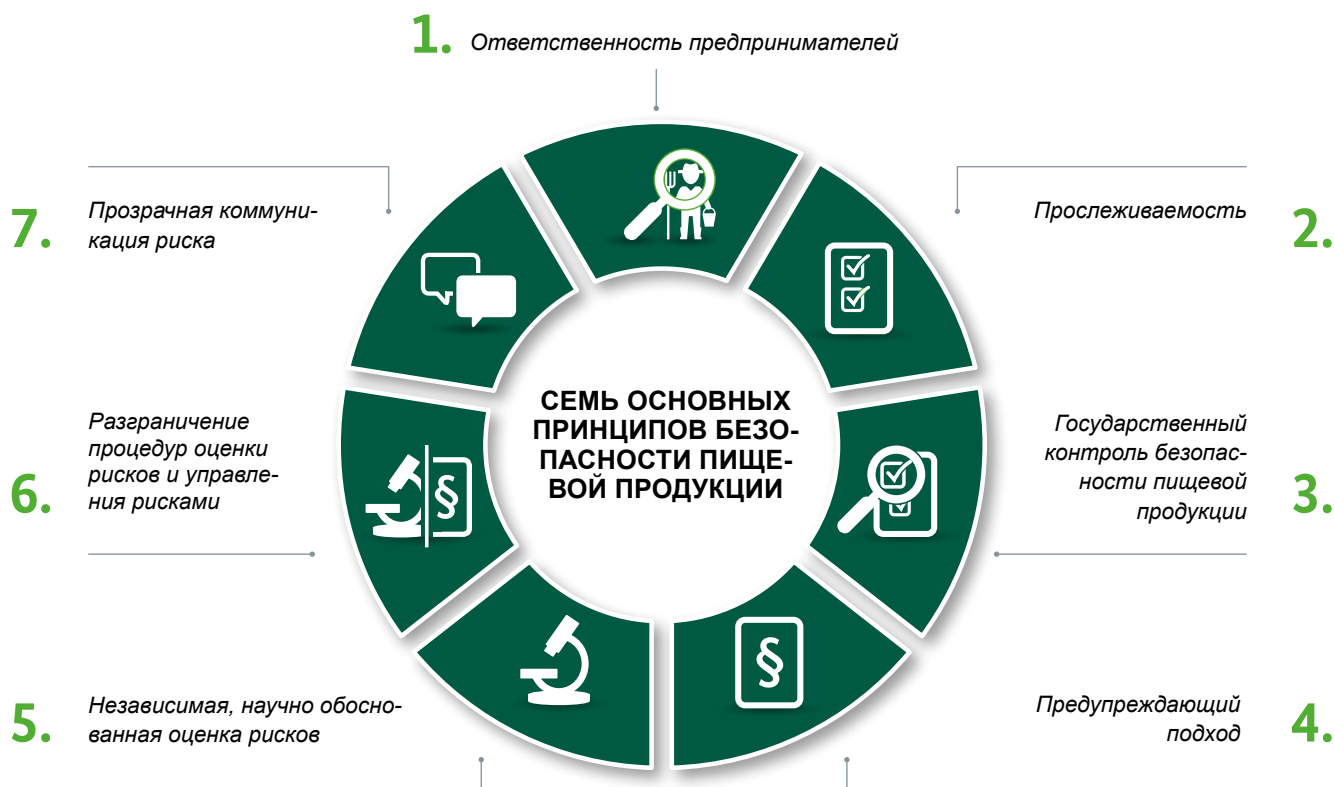 1. Ответственность предпринимателей
2. Прослеживаемость
3. Государственный
контроль безопас-
ности пищевой
продукции
4. Предупреждающий
подход
5. Независимая, научно обосно-
ванная оценка рисков
6. Разграничение
процедур оценки
рисков и управле-
ния рисками
7. Прозрачная коммуни-
кация риска
СЕМЬ ОСНОВНЫХ
ПРИНЦИПОВ БЕЗО-
ПАСНОСТИ ПИЩЕ-
ВОЙ ПРОДУКЦИИ
§
§